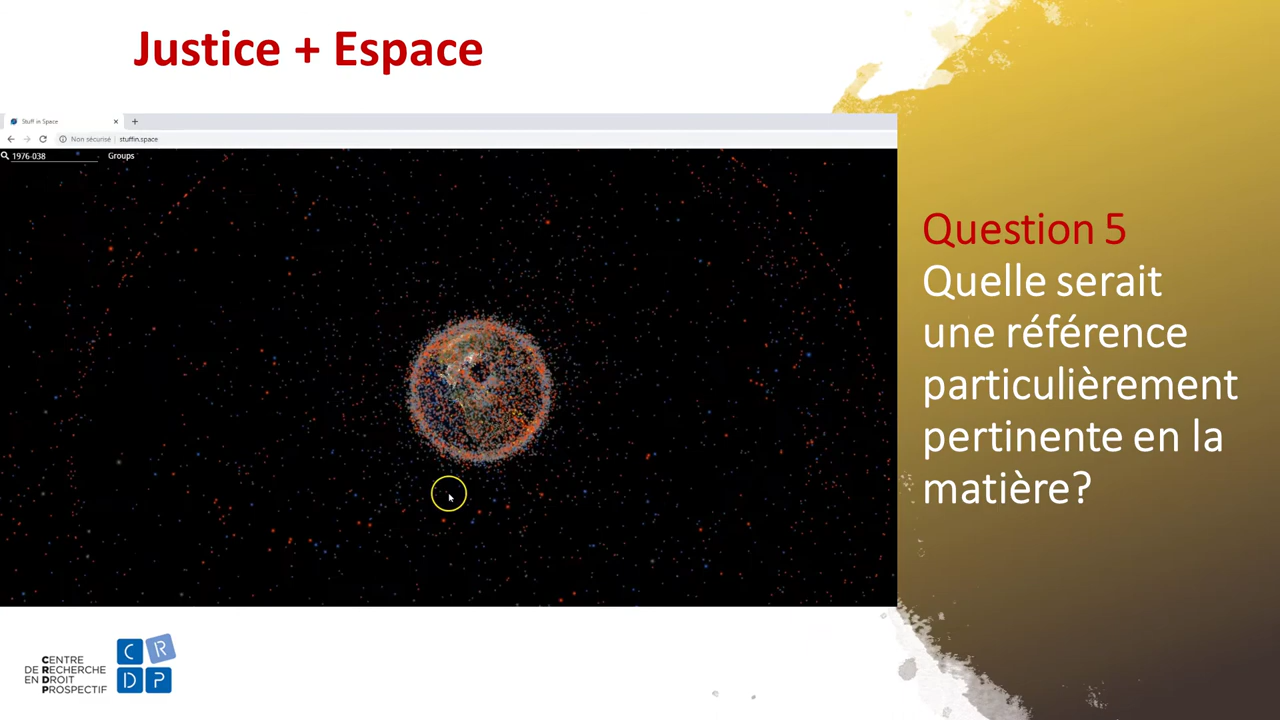 Justice + Espace
Stuff in Space
Non sécurisé
stuffin.space
1976-038
Groups
Question 5
Quelle serait
une référence
particulièrement
pertinente en la
matière?
CENTRE
DE RECHERCHE
EN DROIT
PROSPECTIF
C R
D P